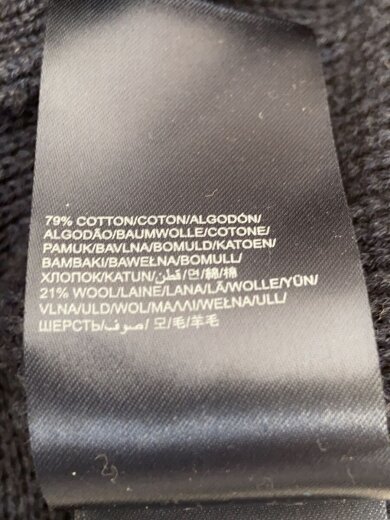 79% COTTON/COTON/ALGODÓN/
ALGODÃO/BAUMWOLLE/COTONE/
PAMUK/BAVLNA/BOMULD/KATOEN/
BAMBAKI/BAWEŁNA/BOMULL/
ХЛОПОК/KATUN/قطن/면/綿/棉
21% WOOL/LAINE/LANA/LÃ/WOLLE/YÜN/
VLNA/ULD/WOL/ΜΑΛΛΙ/WEŁNA/ULL/
ШЕРСТЬ/صوف/모/毛/羊毛